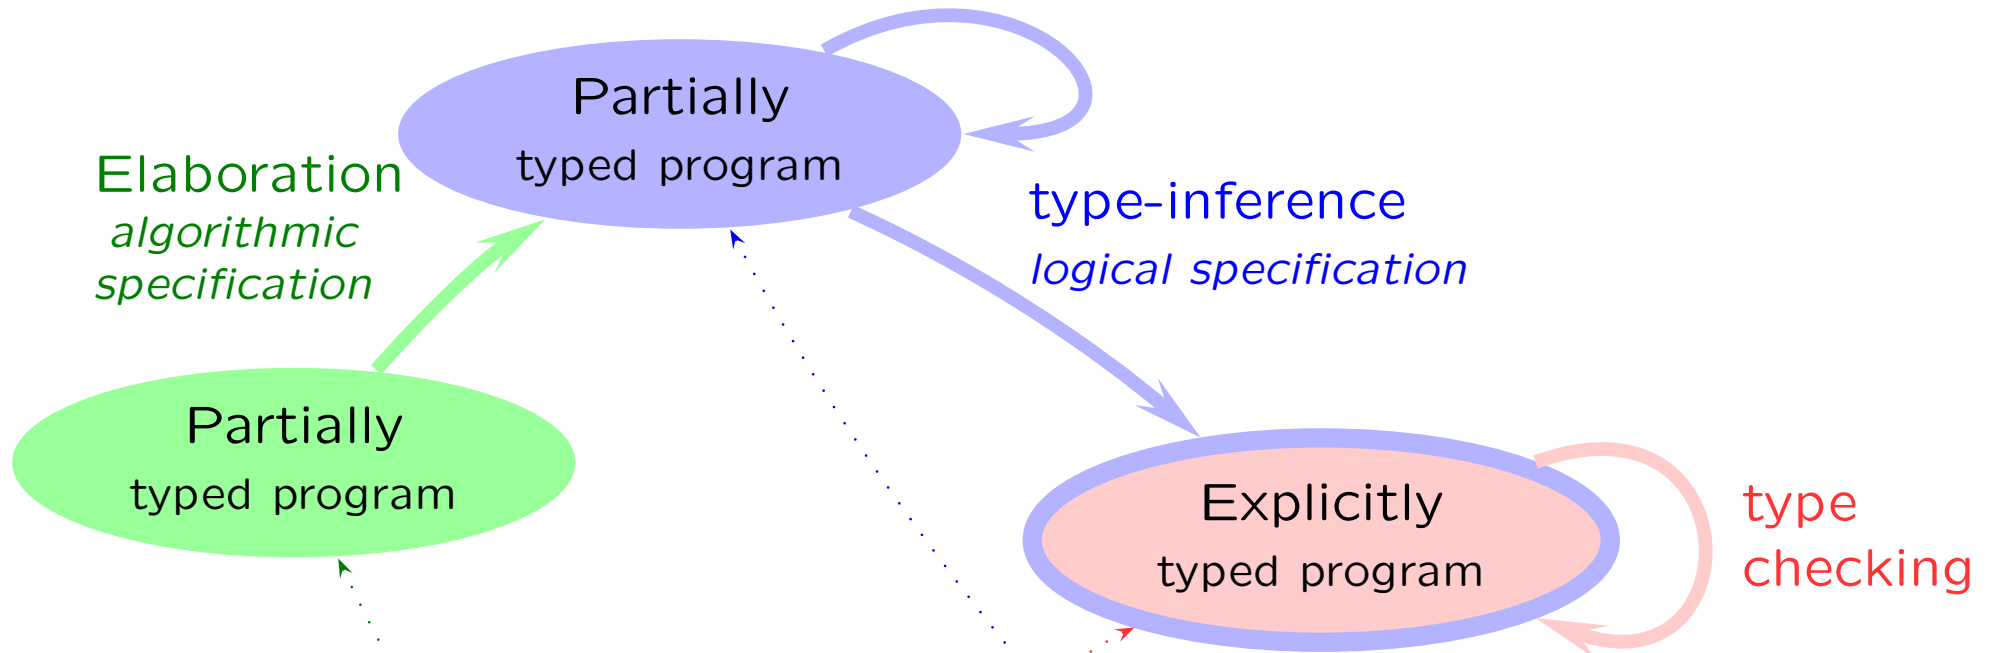 Partially
typed program
Elaboration
algorithmic
specification
type-inference
logical specification
Partially
typed program
Explicitly
typed program
type
checking